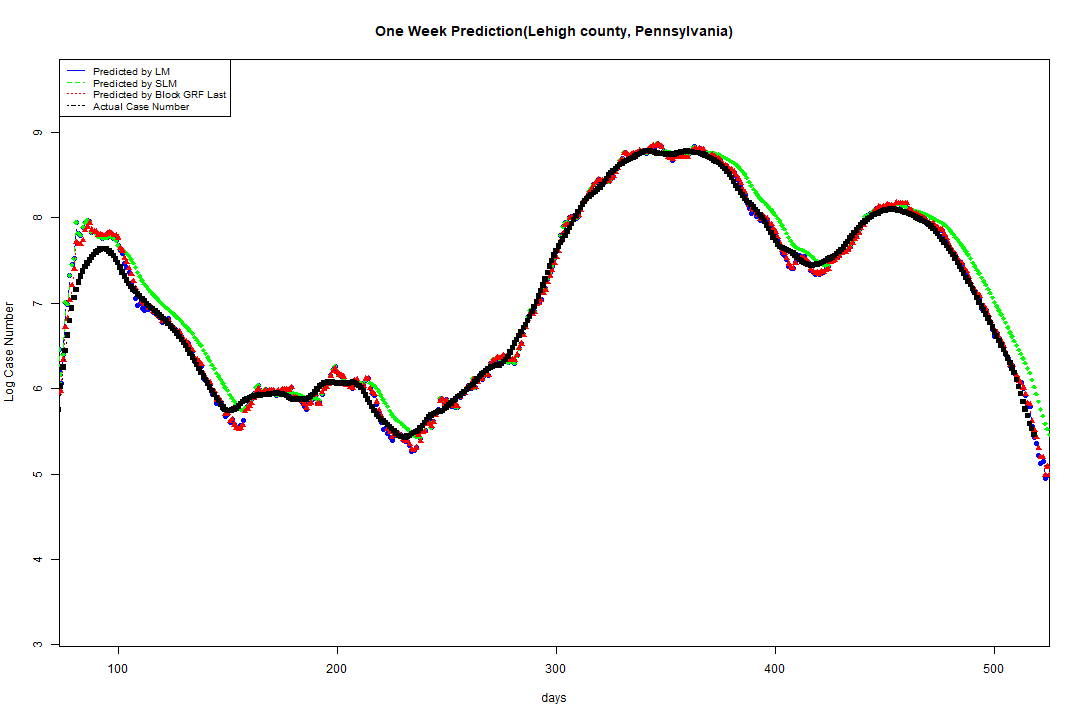 One Week Prediction(Lehigh county, Pennsylvania)
Predicted by LM
Predicted by SLM
Predicted by Block GRF Last
Actual Case Number
9
8
7
6
5
4
3
Log Case Number
100 200 300 400 500
days